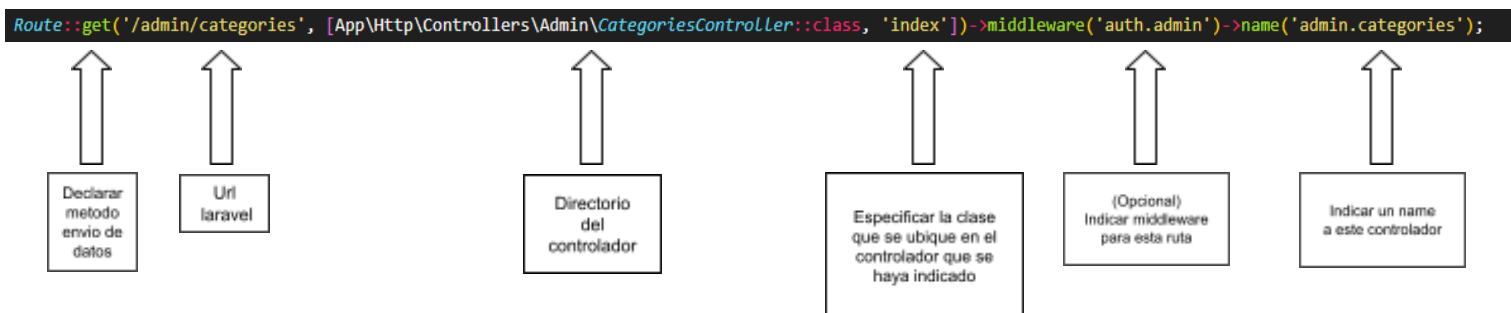 Route::get('/admin/categories', [App\Http\Controllers\Admin\CategoriesController::class, 'index'])->middleware('auth.admin')->name('admin.categories');
Declarar
metodo
envio de
datos
Url
laravel
Directorio
del
controlador
Especificar la clase
que se ubique en el
controlador que se
haya indicado
(Opcional)
Indicar middleware
para esta ruta
Indicar un name
a este controlador